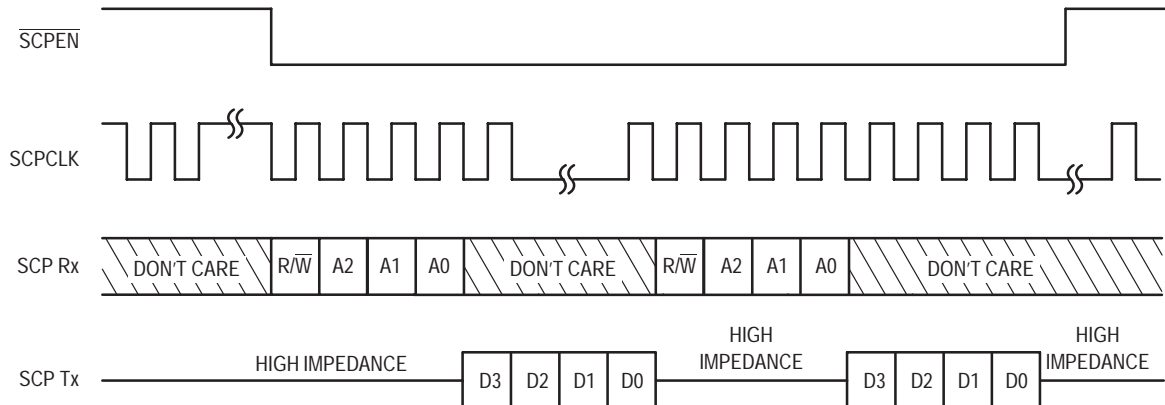 SCPEN
SCPCLK
SCP Rx DON'T CARE R/W A2 A1 A0 DON'T CARE R/W A2 A1 A0 DON'T CARE
SCP Tx HIGH IMPEDANCE D3 D2 D1 D0 HIGH IMPEDANCE D3 D2 D1 D0 HIGH IMPEDANCE